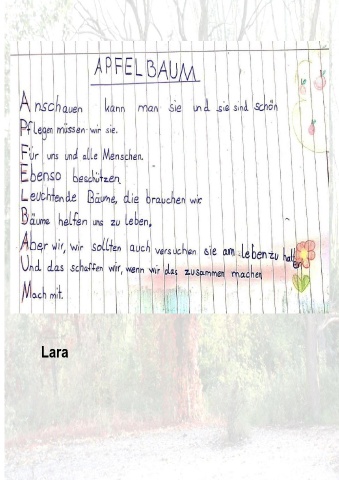 APFELBAUM
Anschauen kann man sie und sie sind schön
Pflegen müssen wir sie.
Für uns und alle Menschen.
Ebenso beschützen
Leuchtende Bäume, die brauchen wir
Bäume helfen uns zu leben.
Aber wir, wir sollten auch versuchen sie am Leben zu halten
Und das schaffen wir, wenn wir das zusammen machen
Mach mit.
Lara